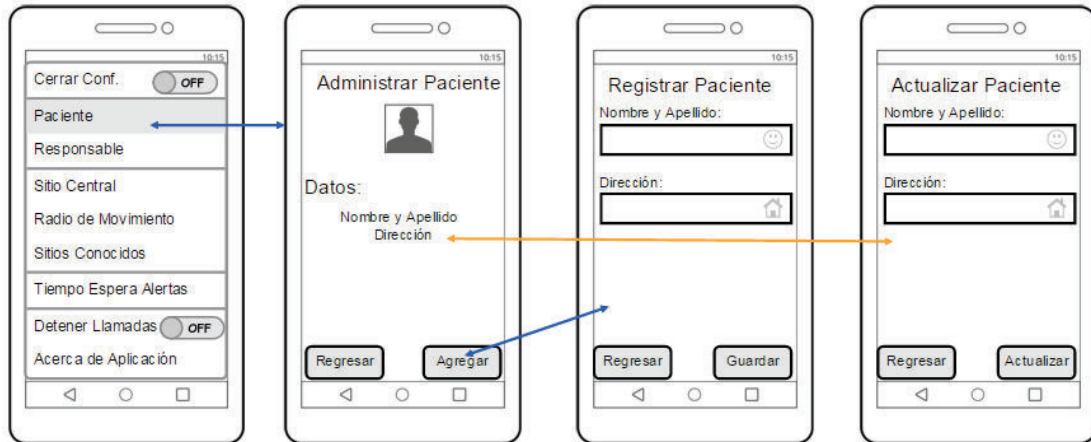 10:15
Cerrar Conf.
OFF
Paciente
Responsable
Sitio Central
Radio de Movimiento
Sitios Conocidos
Tiempo Espera Alertas
Detener Llamadas
OFF
Acerca de Aplicación
10:15
Administrar Paciente
Datos:
Nombre y Apellido
Dirección
Regresar
Agregar
10:15
Registrar Paciente
Nombre y Apellido:
Dirección:
Regresar
Guardar
10:15
Actualizar Paciente
Nombre y Apellido:
Dirección:
Regresar
Actualizar